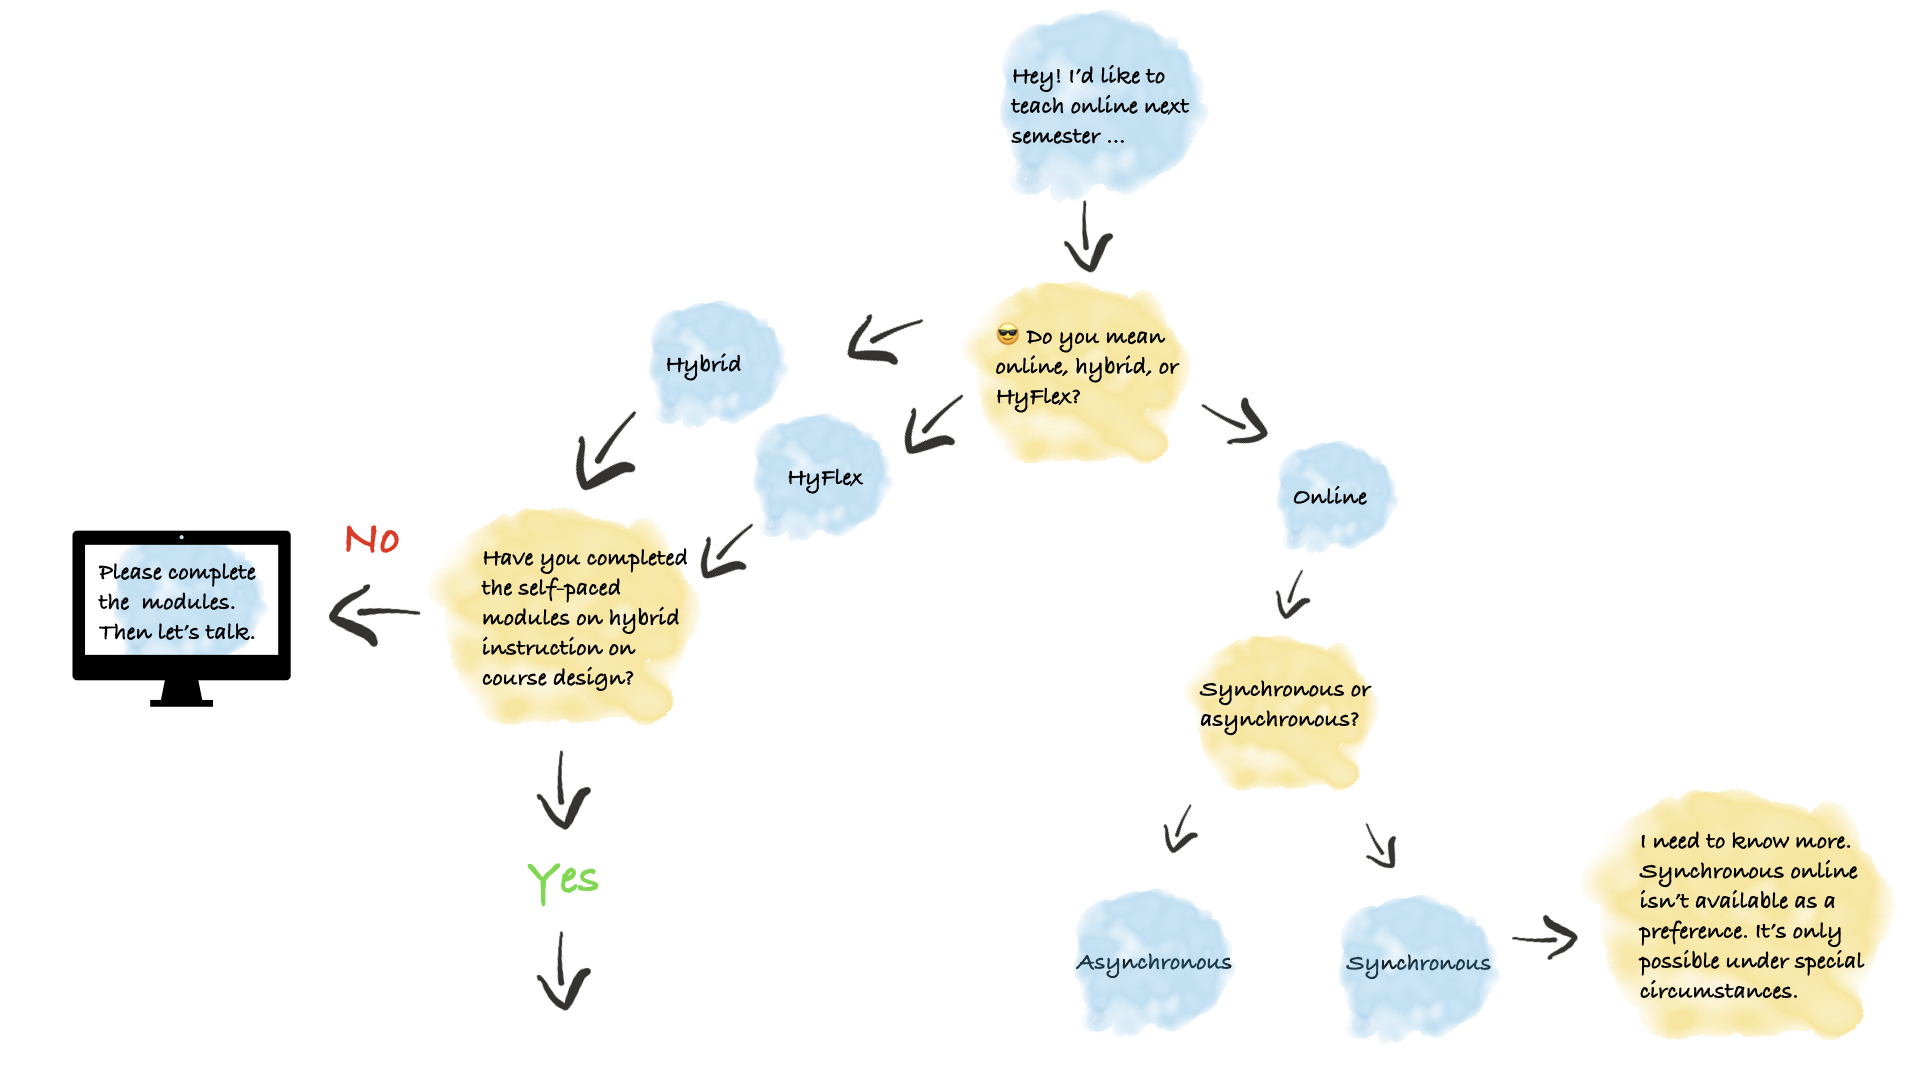 Hey! I'd like to
teach online next
semester ...
😎 Do you mean
online, hybrid, or
HyFlex?
Hybrid
HyFlex
Online
Have you completed
the self-paced
modules on hybrid
instruction on
course design?
No
Please complete
the modules.
Then let's talk.
Yes
Synchronous or
asynchronous?
Asynchronous
Synchronous
I need to know more.
Synchronous online
isn't available as a
preference. It's only
possible under special
circumstances.